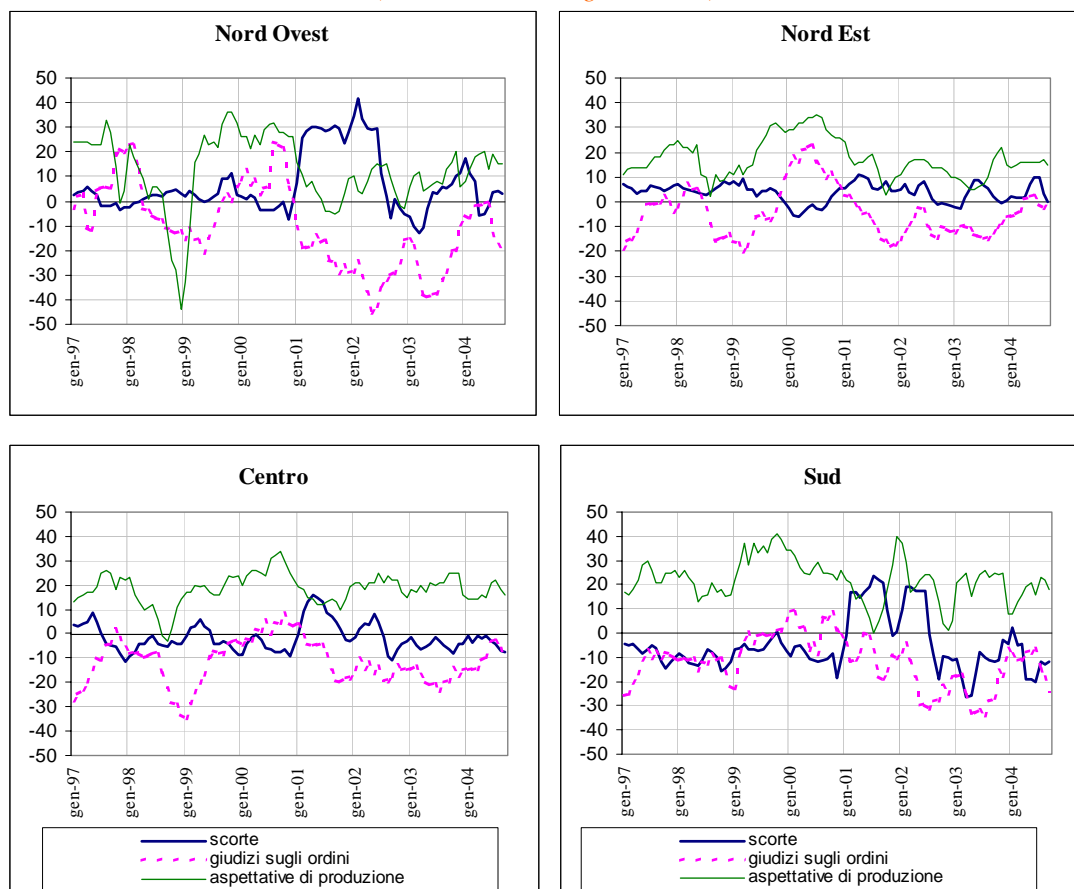 Nord Ovest
50
40
30
20
10
0
-10
-20
-30
-40
-50
gen-97
gen-98
gen-99
gen-00
gen-01
gen-02
gen-03
gen-04
Nord Est
50
40
30
20
10
0
-10
-20
-30
-40
-50
gen-97
gen-98
gen-99
gen-00
gen-01
gen-02
gen-03
gen-04
Centro
50
40
30
20
10
0
-10
-20
-30
-40
-50
gen-97
gen-98
gen-99
gen-00
gen-01
gen-02
gen-03
gen-04
scorte
giudizi sugli ordini
aspettative di produzione
Sud
50
40
30
20
10
0
-10
-20
-30
-40
-50
gen-97
gen-98
gen-99
gen-00
gen-01
gen-02
gen-03
gen-04
scorte
giudizi sugli ordini
aspettative di produzione